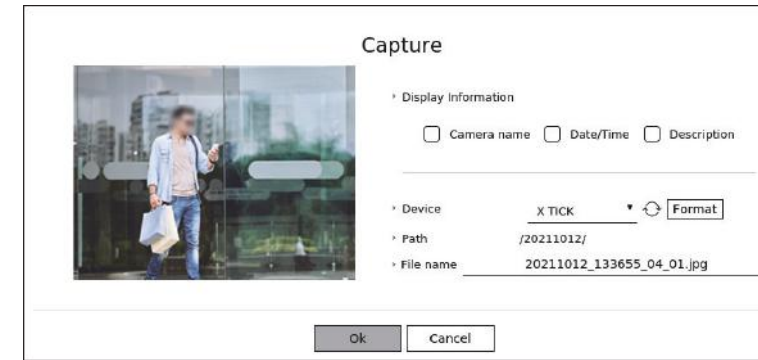 Capture
Display Information
Camera name Date/Time Description
Device X TICK Format
Path /20211012/
File name 20211012_133655_04_01.jpg
Ok Cancel